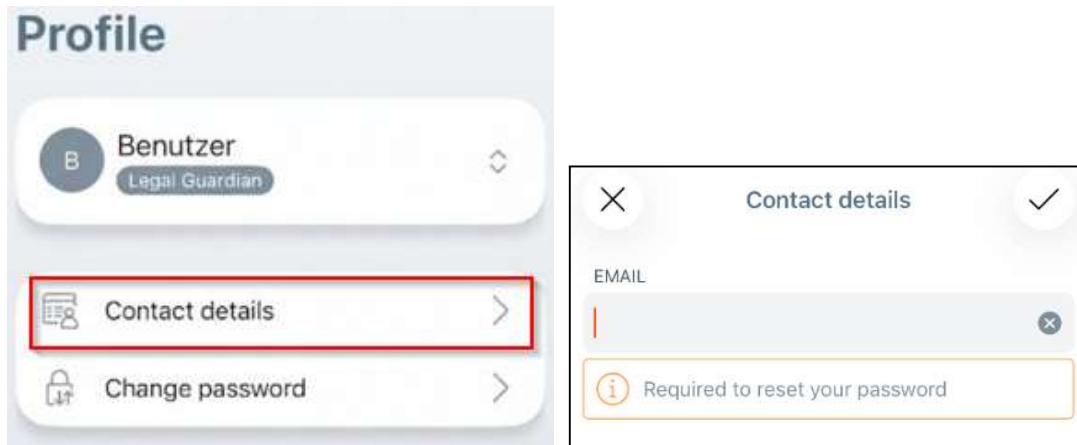 Profile
B
Benutzer
Legal Guardian
Contact details
Change password
Contact details
EMAIL
Required to reset your password